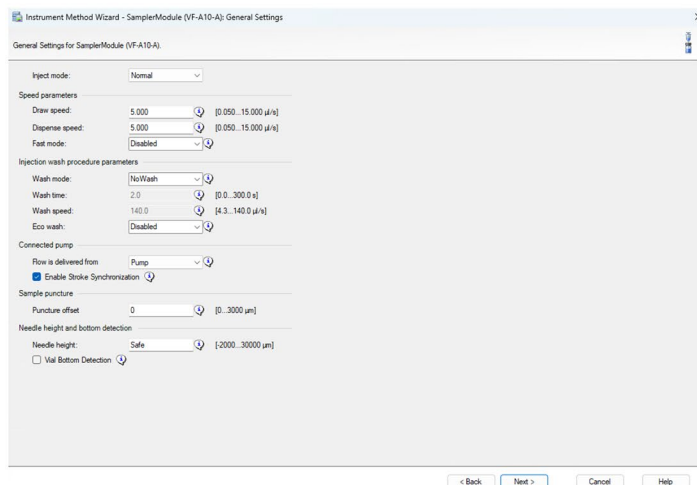 Instrument Method Wizard - SamplerModule (VF-A10-A): General Settings
General Settings for SamplerModule (VF-A10-A).
Inject mode: Normal
Speed parameters
Draw speed: 5.000 [0.050...15.000 µl/s]
Dispense speed: 5.000 [0.050...15.000 µl/s]
Fast mode: Disabled
Injection wash procedure parameters
Wash mode: NoWash
Wash time: 2.0 [0.0...300.0 s]
Wash speed: 140.0 [4.3...140.0 µl/s]
Eco wash: Disabled
Connected pump
Flow is delivered from Pump
Enable Stroke Synchronization
Sample puncture
Puncture offset 0 [0...3000 µm]
Needle height and bottom detection
Needle height: Safe [-2000...30000 µm]
Vial Bottom Detection
< Back Next > Cancel Help